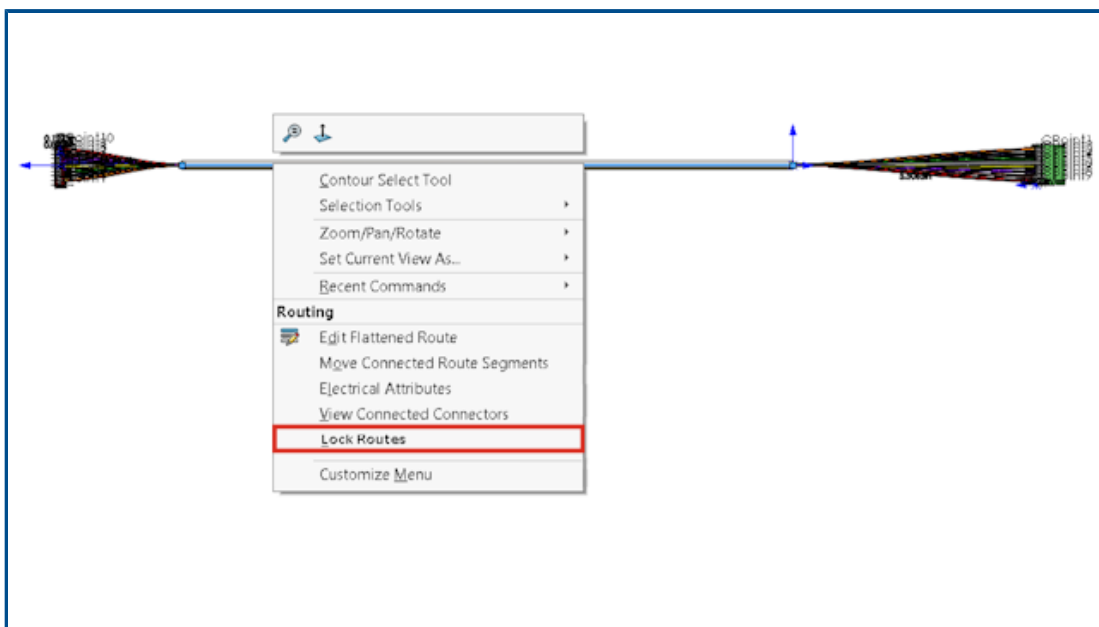 Contour Select Tool
Selection Tools
Zoom/Pan/Rotate
Set Current View As...
Recent Commands
Routing
Edit Flattened Route
Move Connected Route Segments
Electrical Attributes
View Connected Connectors
Lock Routes
Customize Menu